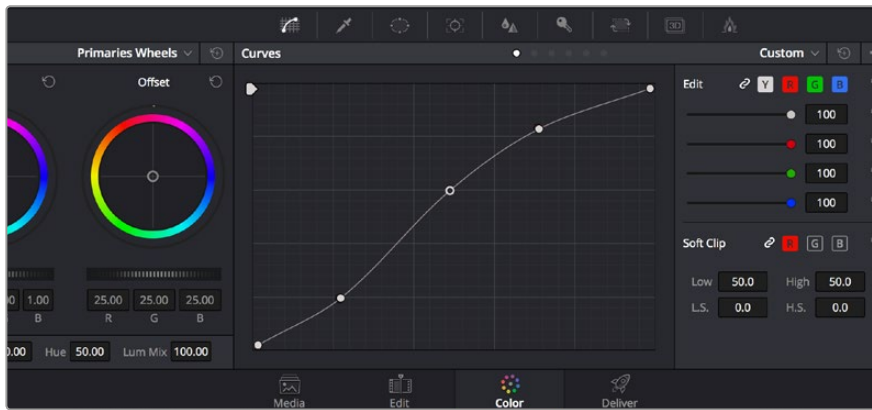 3D
Primaries Wheels
Curves
Custom
Offset
Edit Y R G B
100
100
100
100
1.00 25.00 25.00 25.00
B R G B
Soft Clip R G B
Low 50.0 High 50.0
L.S. 0.0 H.S. 0.0
Hue 50.00 Lum Mix 100.00
Media Edit Color Deliver